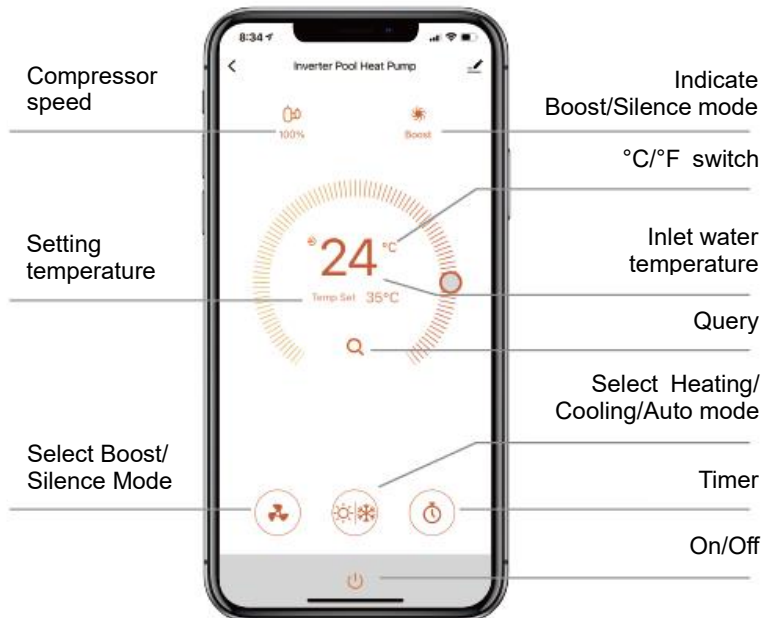 8:34
Inverter Pool Heat Pump
Compressor
speed
Indicate
Boost/Silence mode
100%
Boost
°C/°F switch
24 °C
Setting
temperature
Inlet water
temperature
Temp Set 35°C
Query
Select Heating/
Cooling/Auto mode
Select Boost/
Silence Mode
Timer
On/Off